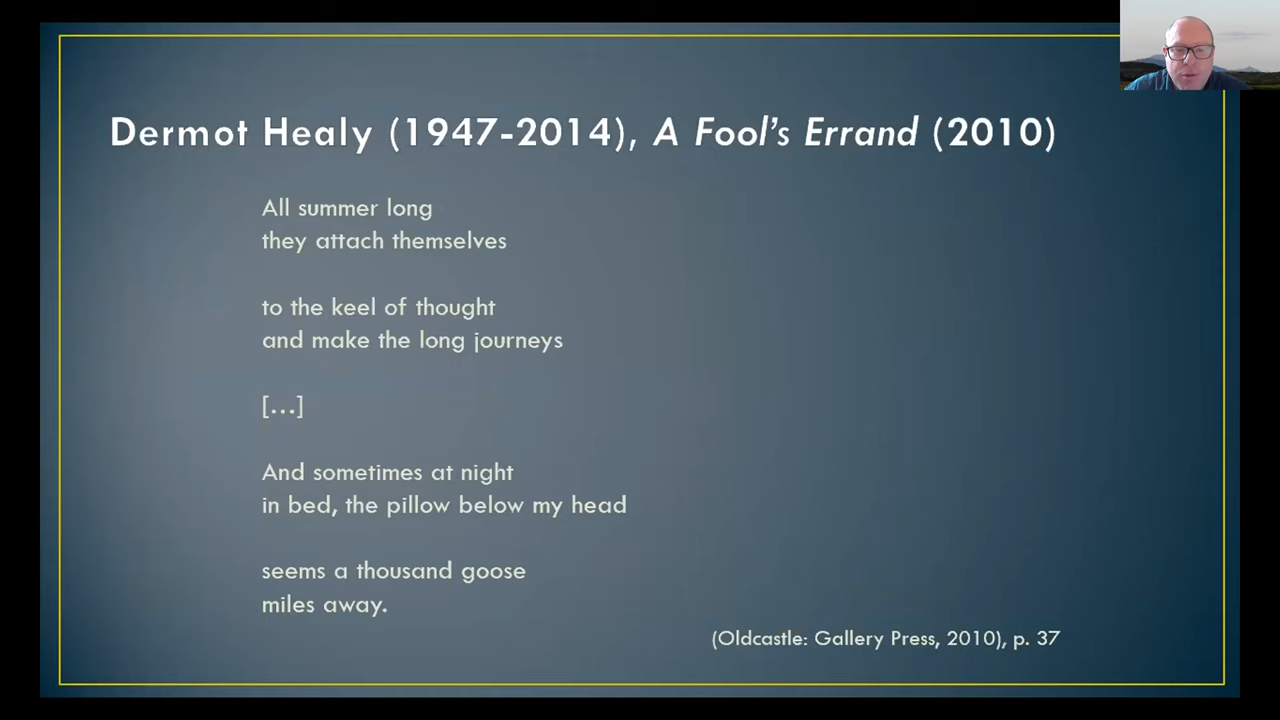 Dermot Healy (1947-2014), A Fool's Errand (2010)
All summer long
they attach themselves
to the keel of thought
and make the long journeys
[...]
And sometimes at night
in bed, the pillow below my head
seems a thousand goose
miles away.
(Oldcastle: Gallery Press, 2010), p. 37